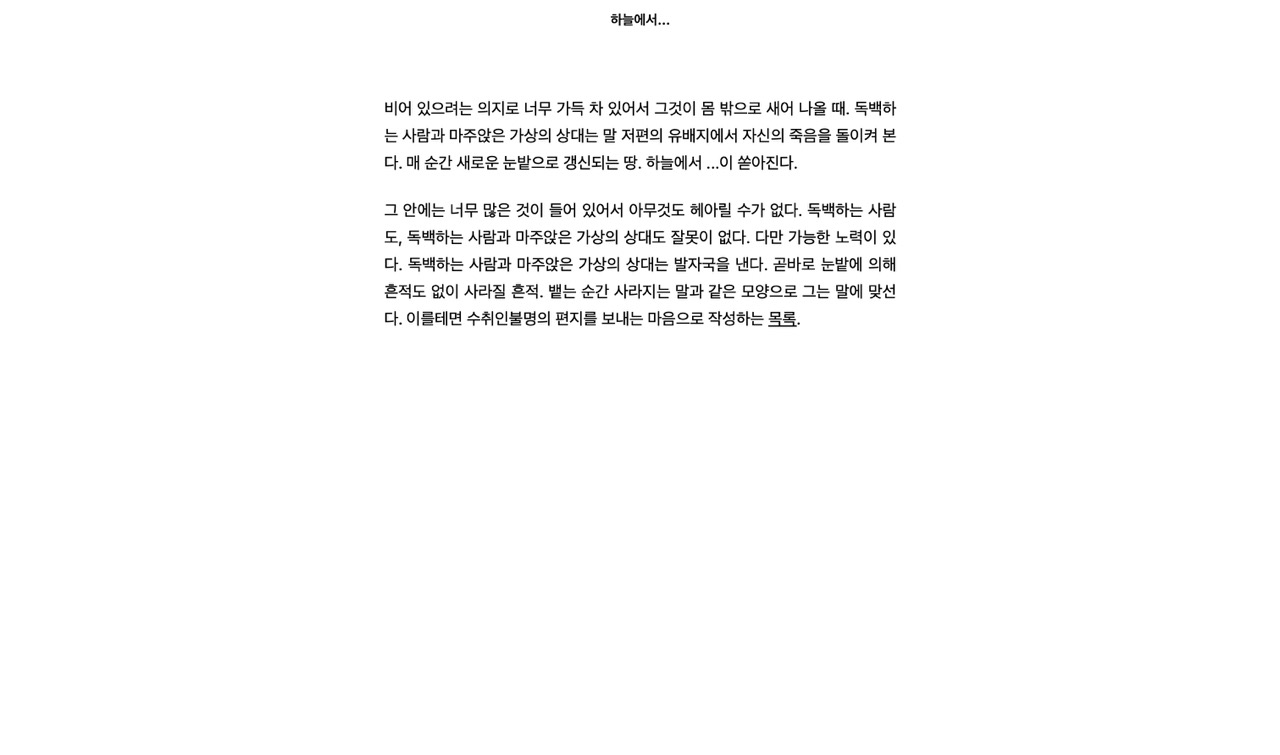 하늘에서…
비어 있으려는 의지로 너무 가득 차 있어서 그것이 몸 밖으로 새어 나올 때. 독백하
는 사람과 마주앉은 가상의 상대는 말 저편의 유배지에서 자신의 죽음을 돌이켜 본
다. 매 순간 새로운 눈밭으로 갱신되는 땅. 하늘에서 …이 쏟아진다.
그 안에는 너무 많은 것이 들어 있어서 아무것도 헤아릴 수가 없다. 독백하는 사람
도, 독백하는 사람과 마주앉은 가상의 상대도 잘못이 없다. 다만 가능한 노력이 있
다. 독백하는 사람과 마주앉은 가상의 상대는 발자국을 낸다. 곧바로 눈밭에 의해
흔적도 없이 사라질 흔적. 뱉는 순간 사라지는 말과 같은 모양으로 그는 말에 맞선
다. 이를테면 수취인불명의 편지를 보내는 마음으로 작성하는 목록.